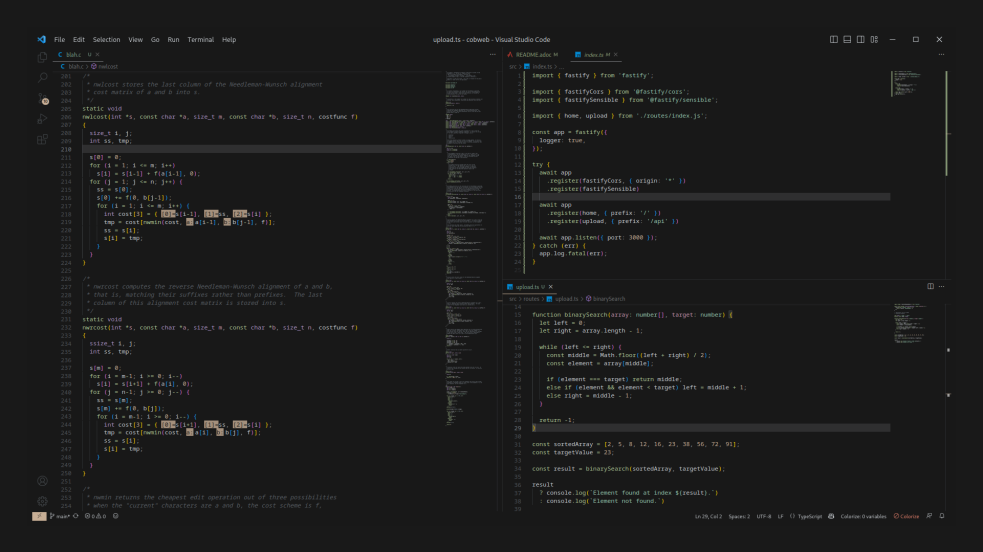 File Edit Selection View Go Run Terminal Help
upload.ts - cobweb - Visual Studio Code
C blah.c U ×
C blah.c > nwlcost
201 /*
202 * nwlcost stores the last column of the Needleman-Wunsch alignment
203 * cost matrix of a and b into s.
204 */
205 static void
206 nwlcost(int *s, const char *a, size_t m, const char *b, size_t n, costfunc f)
207 {
208 size_t i, j;
209 int ss, tmp;
210
211 s[0] = 0;
212 for (i = 1; i <= m; i++)
213 s[i] = s[i-1] + f(a[i-1], 0);
214 for (j = 1; j <= n; j++) {
215 ss = s[0];
216 s[0] += f(0, b[j-1]);
217 for (i = 1; i <= m; i++) {
218 int cost[3] = { [0]=s[i-1], [1]=ss, [2]=s[i] };
219 tmp = cost[nwmin(cost, a:a[i-1], b:b[j-1], f)];
220 ss = s[i];
221 s[i] = tmp;
222 }
223 }
224 }
225
226 /*
227 * nwrcost computes the reverse Needleman-Wunsch alignment of a and b,
228 * that is, matching their suffixes rather than prefixes. The last
229 * column of this alignment cost matrix is stored into s.
230 */
231 static void
232 nwrcost(int *s, const char *a, size_t m, const char *b, size_t n, costfunc f)
233 {
234 ssize_t i, j;
235 int ss, tmp;
236
237 s[m] = 0;
238 for (i = m-1; i >= 0; i--)
239 s[i] = s[i+1] + f(a[i], 0);
240 for (j = n-1; j >= 0; j--) {
241 ss = s[m];
242 s[m] += f(0, b[j]);
243 for (i = m-1; i >= 0; i--) {
244 int cost[3] = { [0]=s[i+1], [1]=ss, [2]=s[i] };
245 tmp = cost[nwmin(cost, a:a[i], b:b[j], f)];
246 ss = s[i];
247 s[i] = tmp;
248 }
249 }
250 }
251
252 /*
253 * nwmin returns the cheapest edit operation out of three possibilities
254 * when the "current" characters are a and b, the cost scheme is f,
README.adoc M index.ts M ×
src > index.ts > ...
1 import { fastify } from 'fastify';
2
3 import { fastifyCors } from '@fastify/cors';
4 import { fastifySensible } from '@fastify/sensible';
5
6 import { home, upload } from './routes/index.js';
7
8 const app = fastify({
9 logger: true,
10 });
11
12 try {
13 await app
14 .register(fastifyCors, { origin: '*' })
15 .register(fastifySensible)
16
17 await app
18 .register(home, { prefix: '/' })
19 .register(upload, { prefix: '/api' })
20
21 await app.listen({ port: 3000 });
22 } catch (err) {
23 app.log.fatal(err);
24 }
upload.ts U ×
src > routes > upload.ts > binarySearch
14
15 function binarySearch(array: number[], target: number) {
16 let left = 0;
17 let right = array.length - 1;
18
19 while (left <= right) {
20 const middle = Math.floor((left + right) / 2);
21 const element = array[middle];
22
23 if (element === target) return middle;
24 else if (element && element < target) left = middle + 1;
25 else right = middle - 1;
26 }
27
28 return -1;
29 }
30
31 const sortedArray = [2, 5, 8, 12, 16, 23, 38, 56, 72, 91];
32 const targetValue = 23;
33
34 const result = binarySearch(sortedArray, targetValue);
35
36 result
37 ? console.log(`Element found at index ${result}.`)
38 : console.log(`Element not found.`)
39
main* 0 0 Ln 29, Col 2 Spaces: 2 UTF-8 LF TypeScript Colorize: 0 variables Colorize